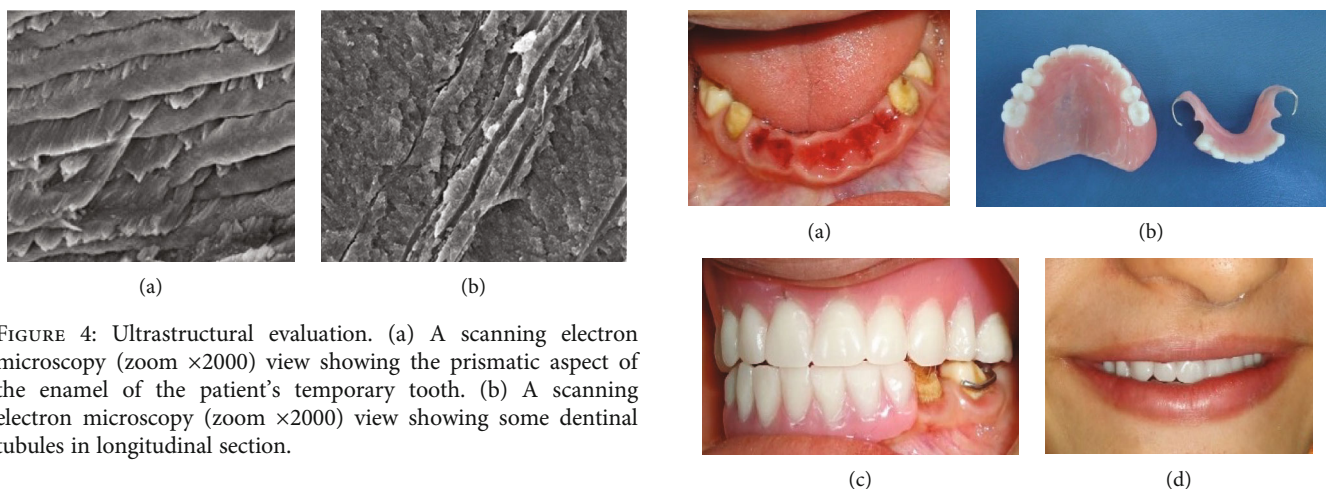 (a)
(b)
FIGURE 4: Ultrastructural evaluation. (a) A scanning electron
microscopy (zoom ×2000) view showing the prismatic aspect of
the enamel of the patient's temporary tooth. (b) A scanning
electron microscopy (zoom ×2000) view showing some dentinal
tubules in longitudinal section.
(a)
(b)
(c)
(d)